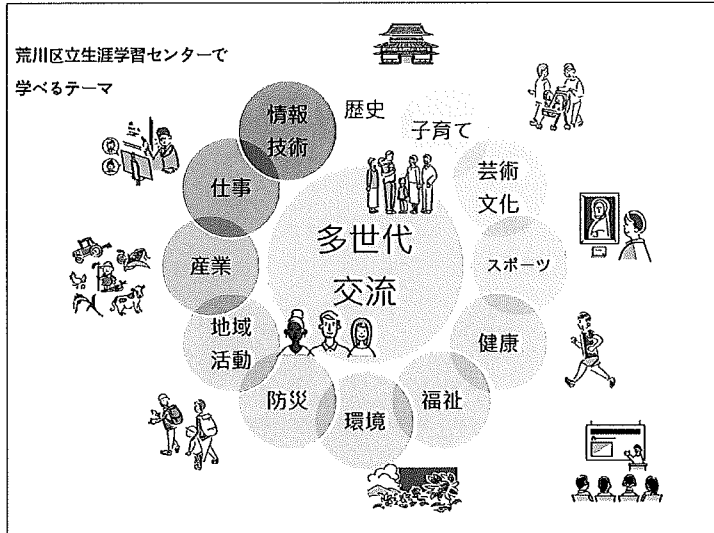 荒川区立生涯学習センターで
学べるテーマ
情報
技術
歴史
子育て
芸術
文化
スポーツ
健康
福祉
環境
防災
地域
活動
産業
仕事
多世代
交流